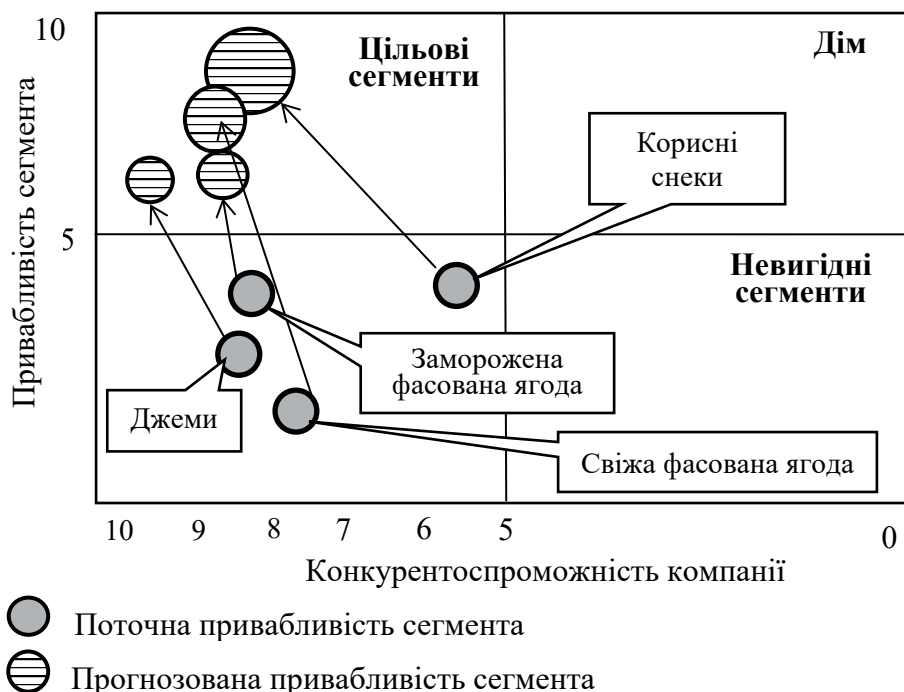 10
Цільові
сегменти
Дім
Привабливість сегмента
Корисні
снеки
5
Невигідні
сегменти
Заморожена
фасована ягода
Джеми
Свіжа фасована ягода
10 9 8 7 6 5 0
Конкурентоспроможність компанії
Поточна привабливість сегмента
Прогнозована привабливість сегмента